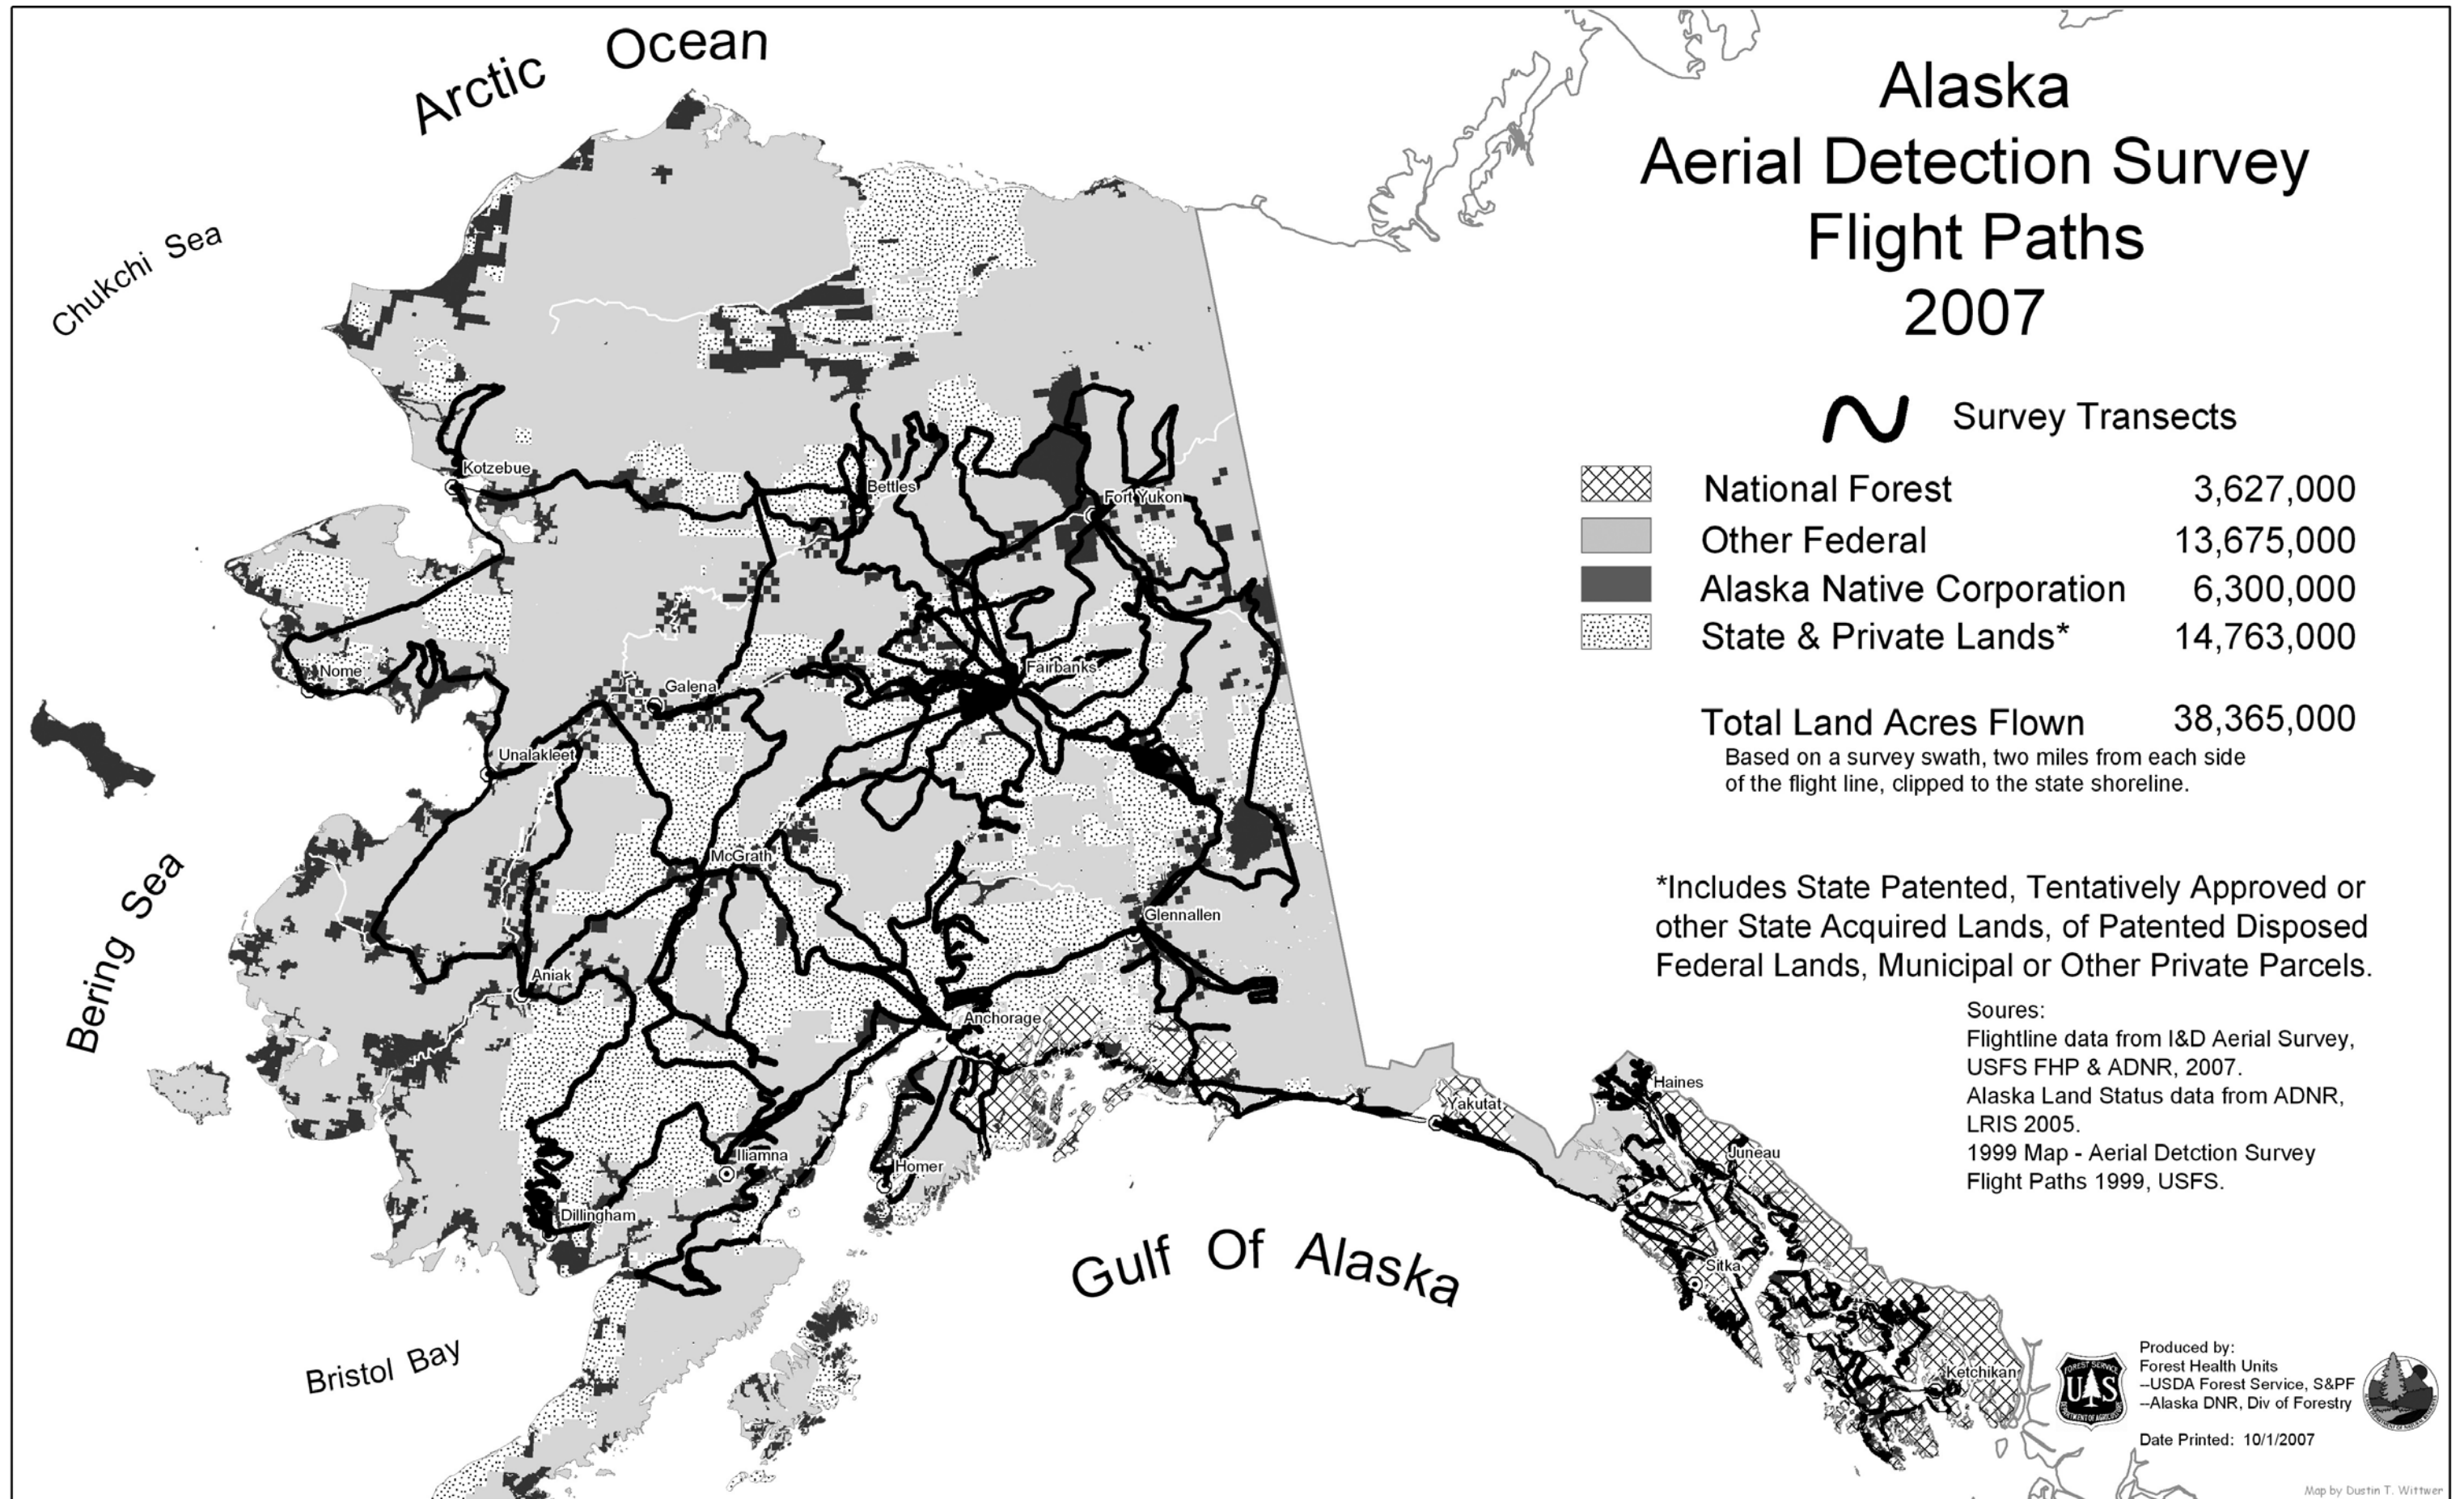 Arctic Ocean
Chukchi Sea
Bering Sea
Bristol Bay
Gulf Of Alaska
Kotzebue
Bettles
Fort Yukon
Nome
Galena
Fairbanks
Unalakleet
McGrath
Glennallen
Aniak
Anchorage
Iliamna
Homer
Dillingham
Yakutat
Haines
Juneau
Sitka
Ketchikan
Alaska
Aerial Detection Survey
Flight Paths
2007
Survey Transects
National Forest 3,627,000
Other Federal 13,675,000
Alaska Native Corporation 6,300,000
State & Private Lands* 14,763,000
Total Land Acres Flown 38,365,000
Based on a survey swath, two miles from each side
of the flight line, clipped to the state shoreline.
*Includes State Patented, Tentatively Approved or
other State Acquired Lands, of Patented Disposed
Federal Lands, Municipal or Other Private Parcels.
Soures:
Flightline data from I&D Aerial Survey,
USFS FHP & ADNR, 2007.
Alaska Land Status data from ADNR,
LRIS 2005.
1999 Map - Aerial Detction Survey
Flight Paths 1999, USFS.
FOREST SERVICE
US
DEPARTMENT OF AGRICULTURE
Produced by:
Forest Health Units
--USDA Forest Service, S&PF
--Alaska DNR, Div of Forestry
Date Printed: 10/1/2007
Map by Dustin T. Wittwer